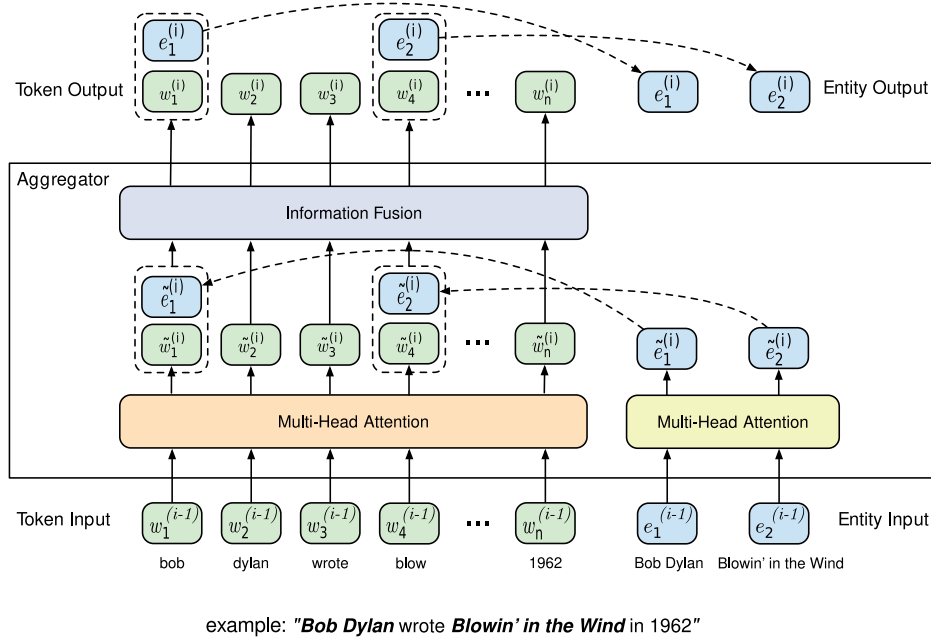 e₁⁽ⁱ⁾ e₂⁽ⁱ⁾
Token Output w₁⁽ⁱ⁾ w₂⁽ⁱ⁾ w₃⁽ⁱ⁾ w₄⁽ⁱ⁾ ... wₙ⁽ⁱ⁾ e₁⁽ⁱ⁾ e₂⁽ⁱ⁾ Entity Output
Aggregator
Information Fusion
ẽ₁⁽ⁱ⁾ ẽ₂⁽ⁱ⁾
w̃₁⁽ⁱ⁾ w̃₂⁽ⁱ⁾ w̃₃⁽ⁱ⁾ w̃₄⁽ⁱ⁾ ... w̃ₙ⁽ⁱ⁾ ẽ₁⁽ⁱ⁾ ẽ₂⁽ⁱ⁾
Multi-Head Attention Multi-Head Attention
Token Input w₁⁽ⁱ⁻¹⁾ w₂⁽ⁱ⁻¹⁾ w₃⁽ⁱ⁻¹⁾ w₄⁽ⁱ⁻¹⁾ ... wₙ⁽ⁱ⁻¹⁾ e₁⁽ⁱ⁻¹⁾ e₂⁽ⁱ⁻¹⁾ Entity Input
bob dylan wrote blow 1962 Bob Dylan Blowin’ in the Wind
example: "Bob Dylan wrote Blowin’ in the Wind in 1962"